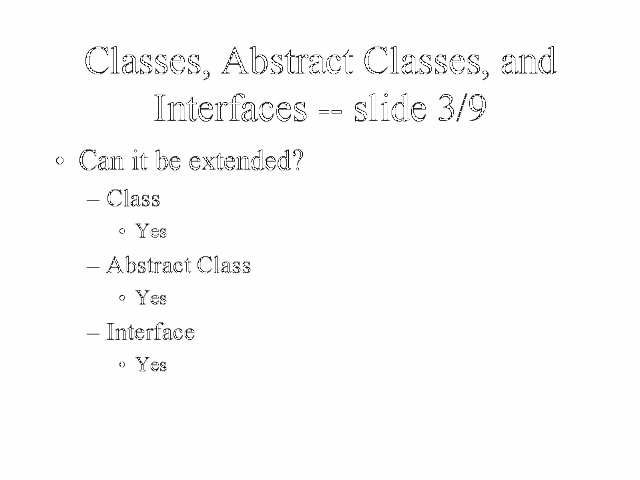 Classes, Abstract Classes, and
Interfaces -- slide 3/9
• Can it be extended?
– Class
• Yes
– Abstract Class
• Yes
– Interface
• Yes